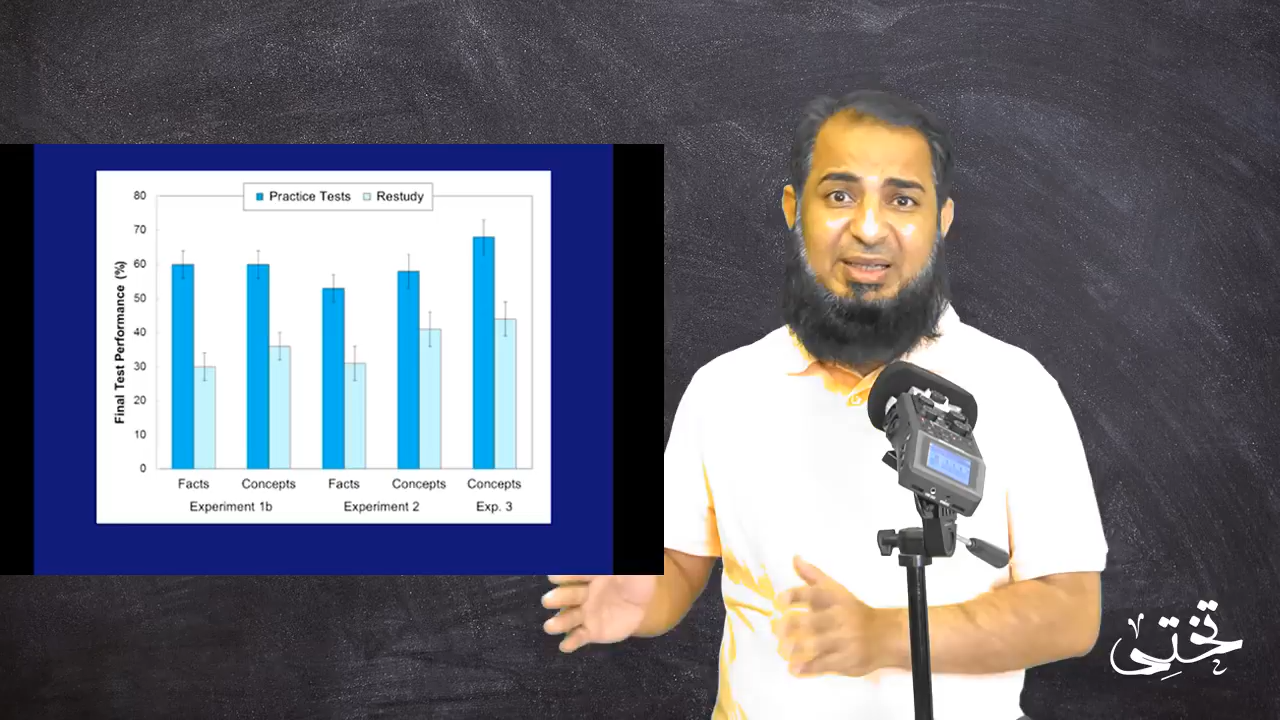 Practice Tests Restudy
80
70
60
50
40
30
20
10
0
Final Test Performance (%)
Facts Concepts Facts Concepts Concepts
Experiment 1b Experiment 2 Exp. 3
تختی